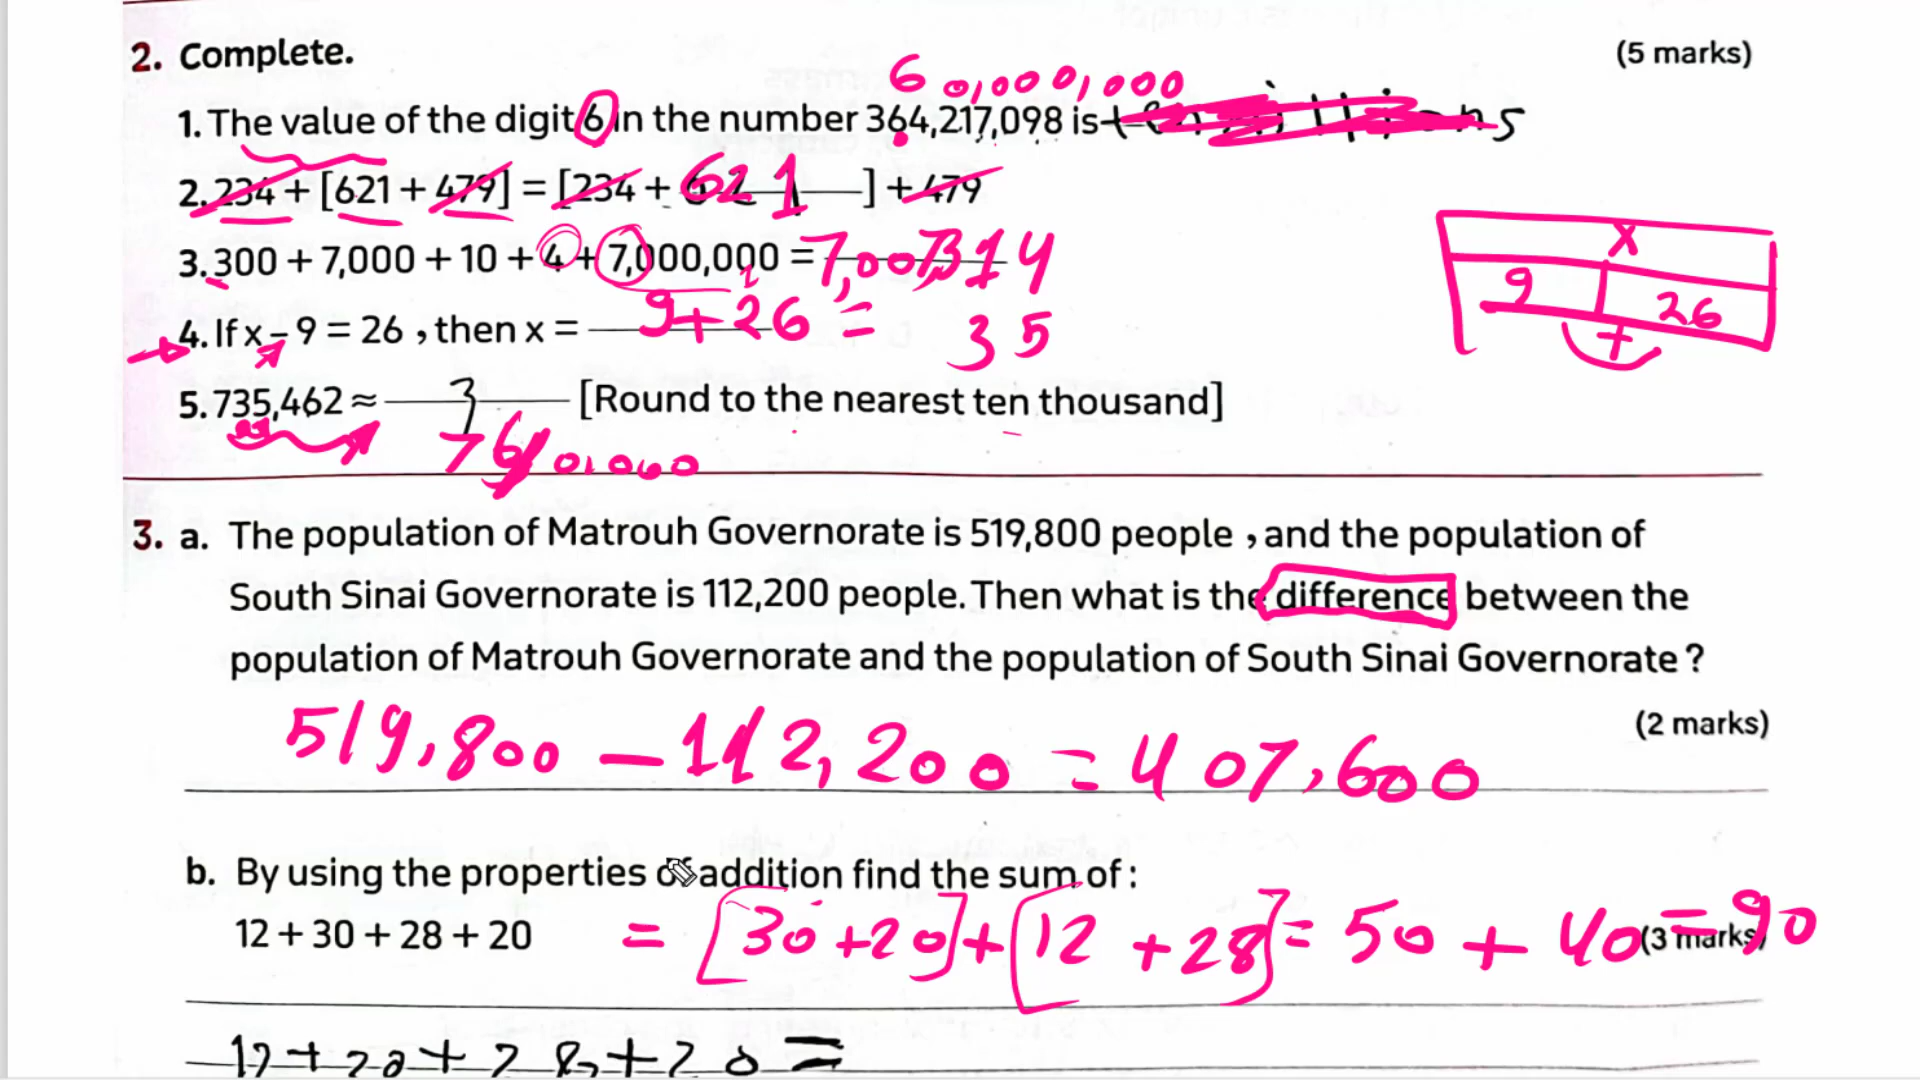 2. Complete.
(5 marks)
60,000,000
1. The value of the digit 6 in the number 364,217,098 is
2. 234 + [621 + 479] = [234 + 621] + 479
3. 300 + 7,000 + 10 + 4 + 7,000,000 = 7,007,314
4. If x - 9 = 26 , then x = 9 + 26 = 35
x
9 26
+
5. 735,462 ≈ [Round to the nearest ten thousand]
0,000
3. a. The population of Matrouh Governorate is 519,800 people , and the population of
South Sinai Governorate is 112,200 people. Then what is the difference between the
population of Matrouh Governorate and the population of South Sinai Governorate ?
(2 marks)
519,800 - 112,200 = 407,600
b. By using the properties of addition find the sum of :
12 + 30 + 28 + 20 = [30 + 20] + [12 + 28] = 50 + 40 = 90
(3 marks)